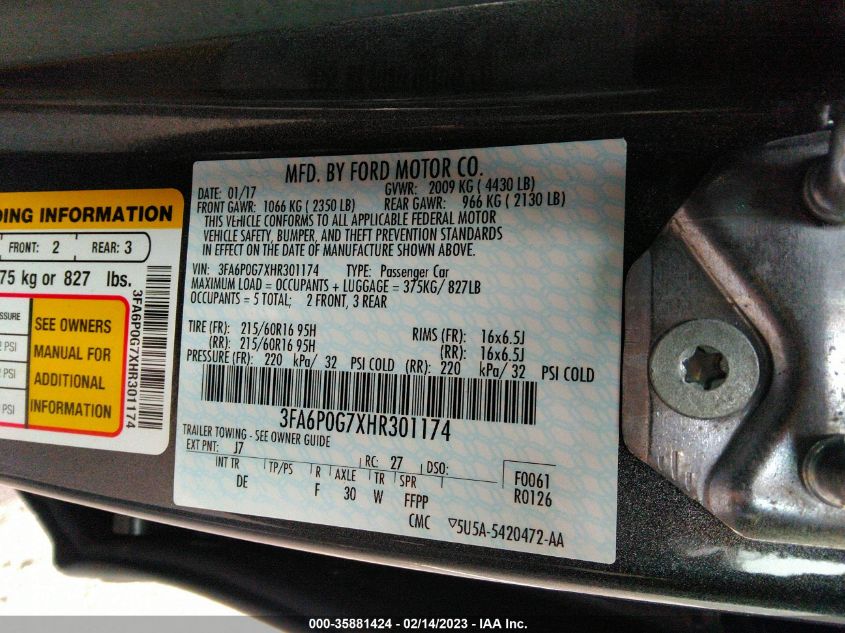 MFD. BY FORD MOTOR CO.
DATE: 01/17 GVWR: 2009 KG ( 4430 LB)
FRONT GAWR: 1066 KG ( 2350 LB) REAR GAWR: 966 KG ( 2130 LB)
THIS VEHICLE CONFORMS TO ALL APPLICABLE FEDERAL MOTOR
VEHICLE SAFETY, BUMPER, AND THEFT PREVENTION STANDARDS
IN EFFECT ON THE DATE OF MANUFACTURE SHOWN ABOVE.
VIN: 3FA6P0G7XHR301174 TYPE: Passenger Car
MAXIMUM LOAD = OCCUPANTS + LUGGAGE = 375KG/ 827LB
OCCUPANTS = 5 TOTAL; 2 FRONT, 3 REAR
TIRE (FR): 215/60R16 95H RIMS (FR): 16x6.5J
(RR): 215/60R16 95H (RR): 16x6.5J
PRESSURE (FR): 220 kPa/ 32 PSI COLD (RR): 220 kPa/ 32 PSI COLD
3FA6P0G7XHR301174
TRAILER TOWING - SEE OWNER GUIDE
EXT PNT: J7 RC: 27 DSO:
INT TR TP/PS R AXLE TR SPR F0061
DE F 30 W FFPP R0126
CMC ▽5U5A-5420472-AA
DING INFORMATION
FRONT: 2 REAR: 3
75 kg or 827 lbs.
SSURE
PSI
PSI
PSI
SEE OWNERS
MANUAL FOR
ADDITIONAL
INFORMATION
3FA6P0G7XHR301174
000-35881424 - 02/14/2023 - IAA Inc.